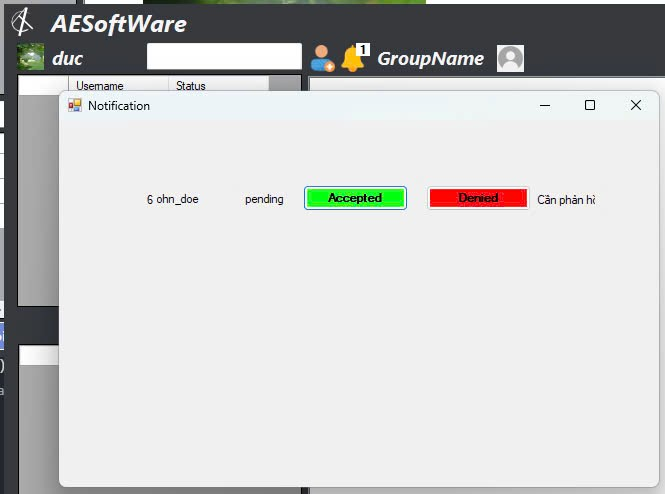 AESoftWare
duc
1
GroupName
Username Status
Notification
6 ohn_doe pending Accepted Denied Cần phản hồ